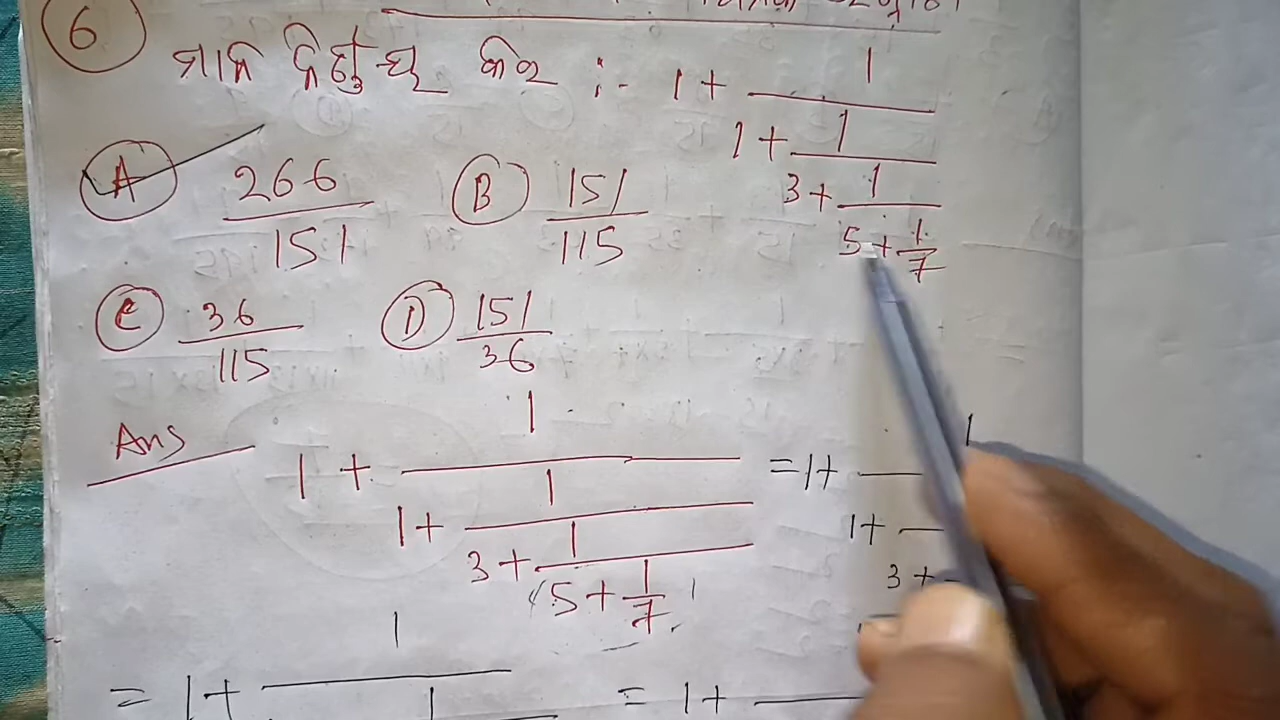 6 ମାନ ନିର୍ଣ୍ଣୟ କର :- 1 + 1/(1 + 1/(3 + 1/(5 + 1/7)))
A 266/151 B 151/115
C 36/115 D 151/36
Ans 1 + 1/(1 + 1/(3 + 1/(5 + 1/7))) = 1 +
1 +
3 +
= 1 + 1 = 1 +